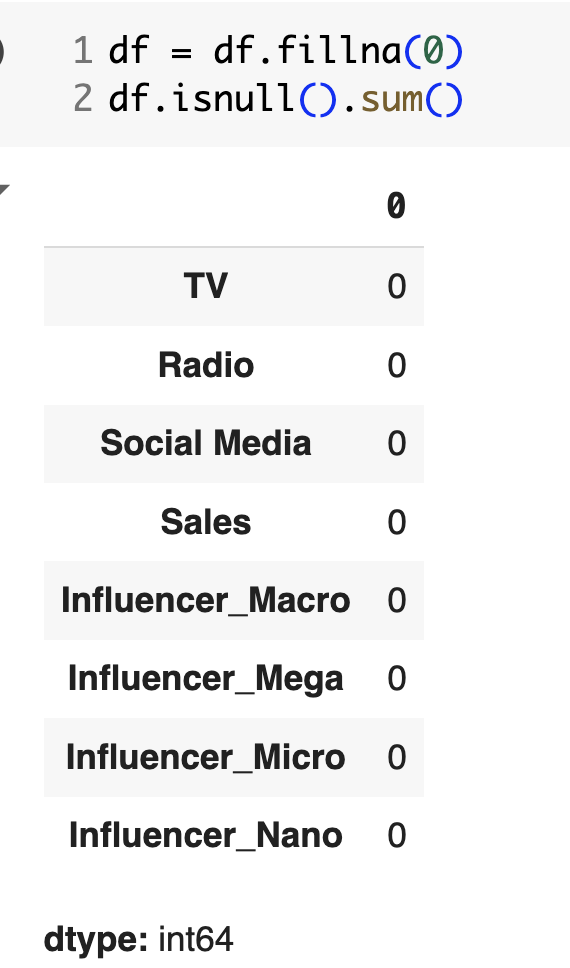 1 df = df.fillna(0)
2 df.isnull().sum()
0
TV 0
Radio 0
Social Media 0
Sales 0
Influencer_Macro 0
Influencer_Mega 0
Influencer_Micro 0
Influencer_Nano 0
dtype: int64